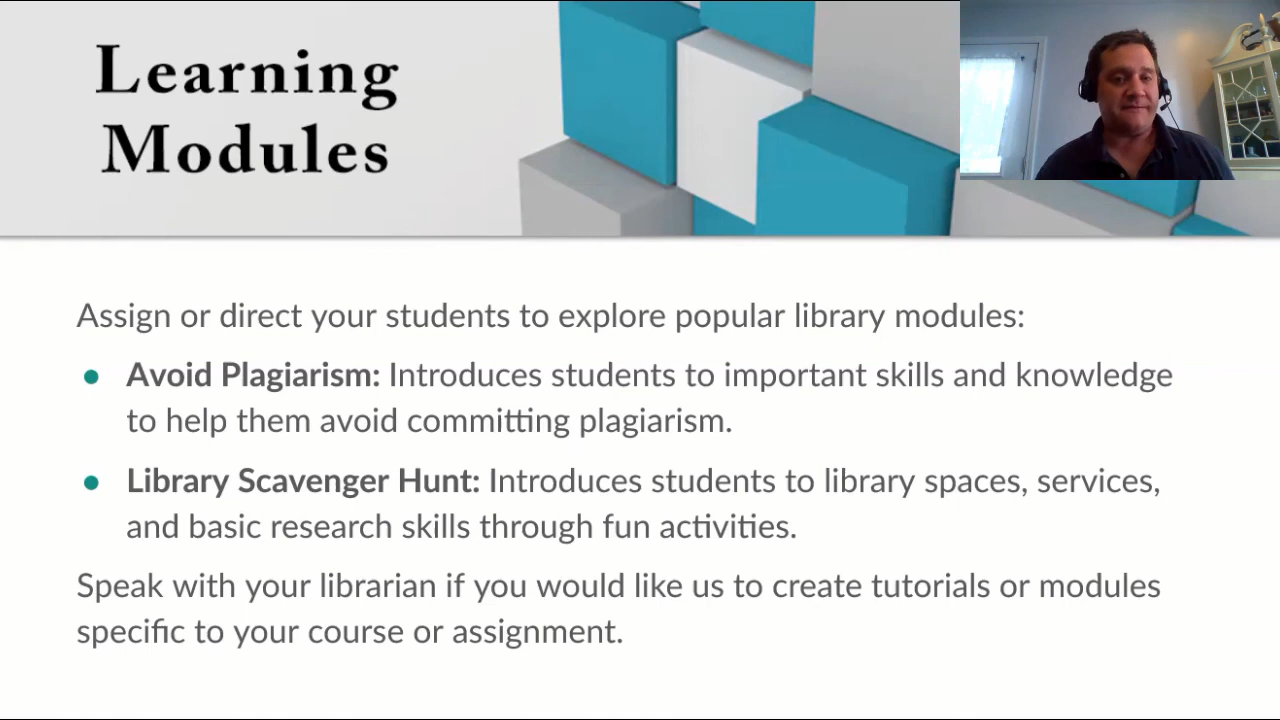 Learning
Modules
Assign or direct your students to explore popular library modules:
● Avoid Plagiarism: Introduces students to important skills and knowledge
to help them avoid committing plagiarism.
● Library Scavenger Hunt: Introduces students to library spaces, services,
and basic research skills through fun activities.
Speak with your librarian if you would like us to create tutorials or modules
specific to your course or assignment.